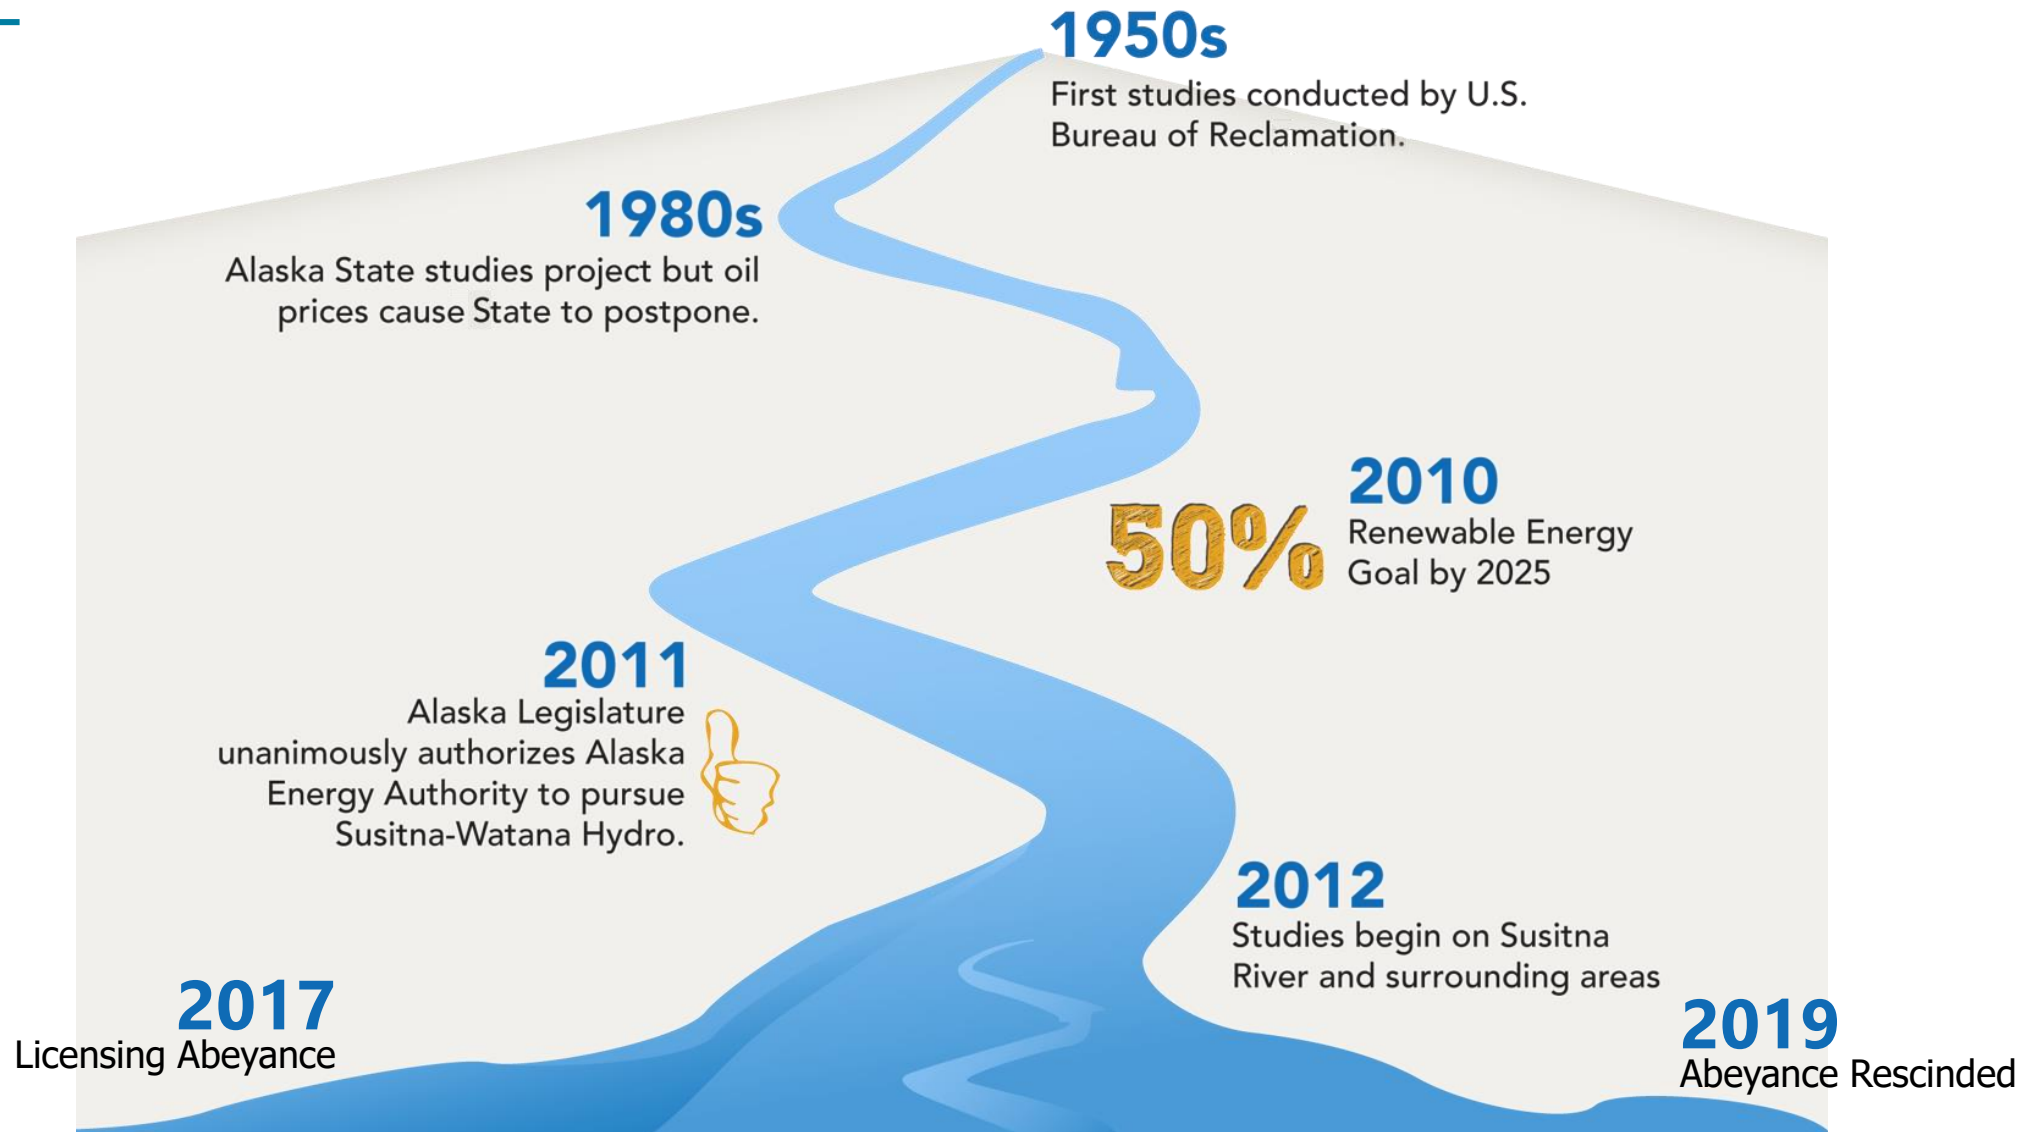 1950s
First studies conducted by U.S.
Bureau of Reclamation.
1980s
Alaska State studies project but oil
prices cause State to postpone.
50%
2010
Renewable Energy
Goal by 2025
2011
Alaska Legislature
unanimously authorizes Alaska
Energy Authority to pursue
Susitna-Watana Hydro.
2012
Studies begin on Susitna
River and surrounding areas
2017
Licensing Abeyance
2019
Abeyance Rescinded